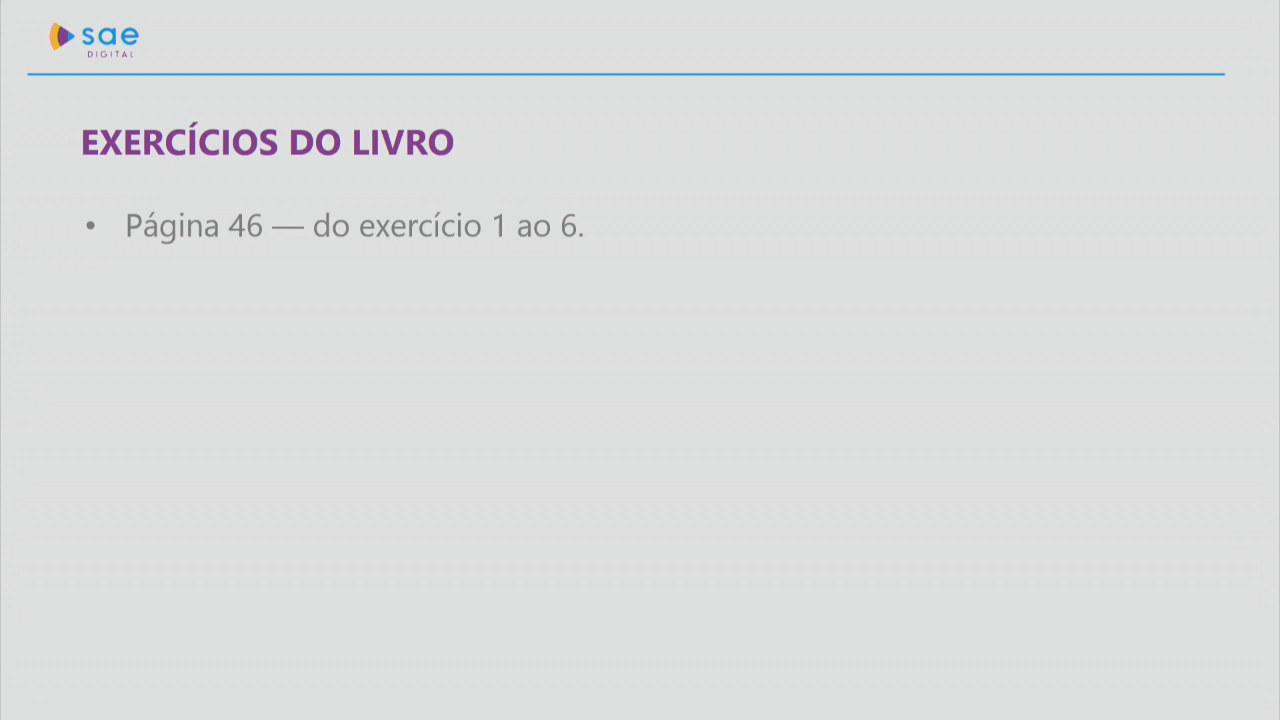 sae
DIGITAL
EXERCÍCIOS DO LIVRO
• Página 46 — do exercício 1 ao 6.